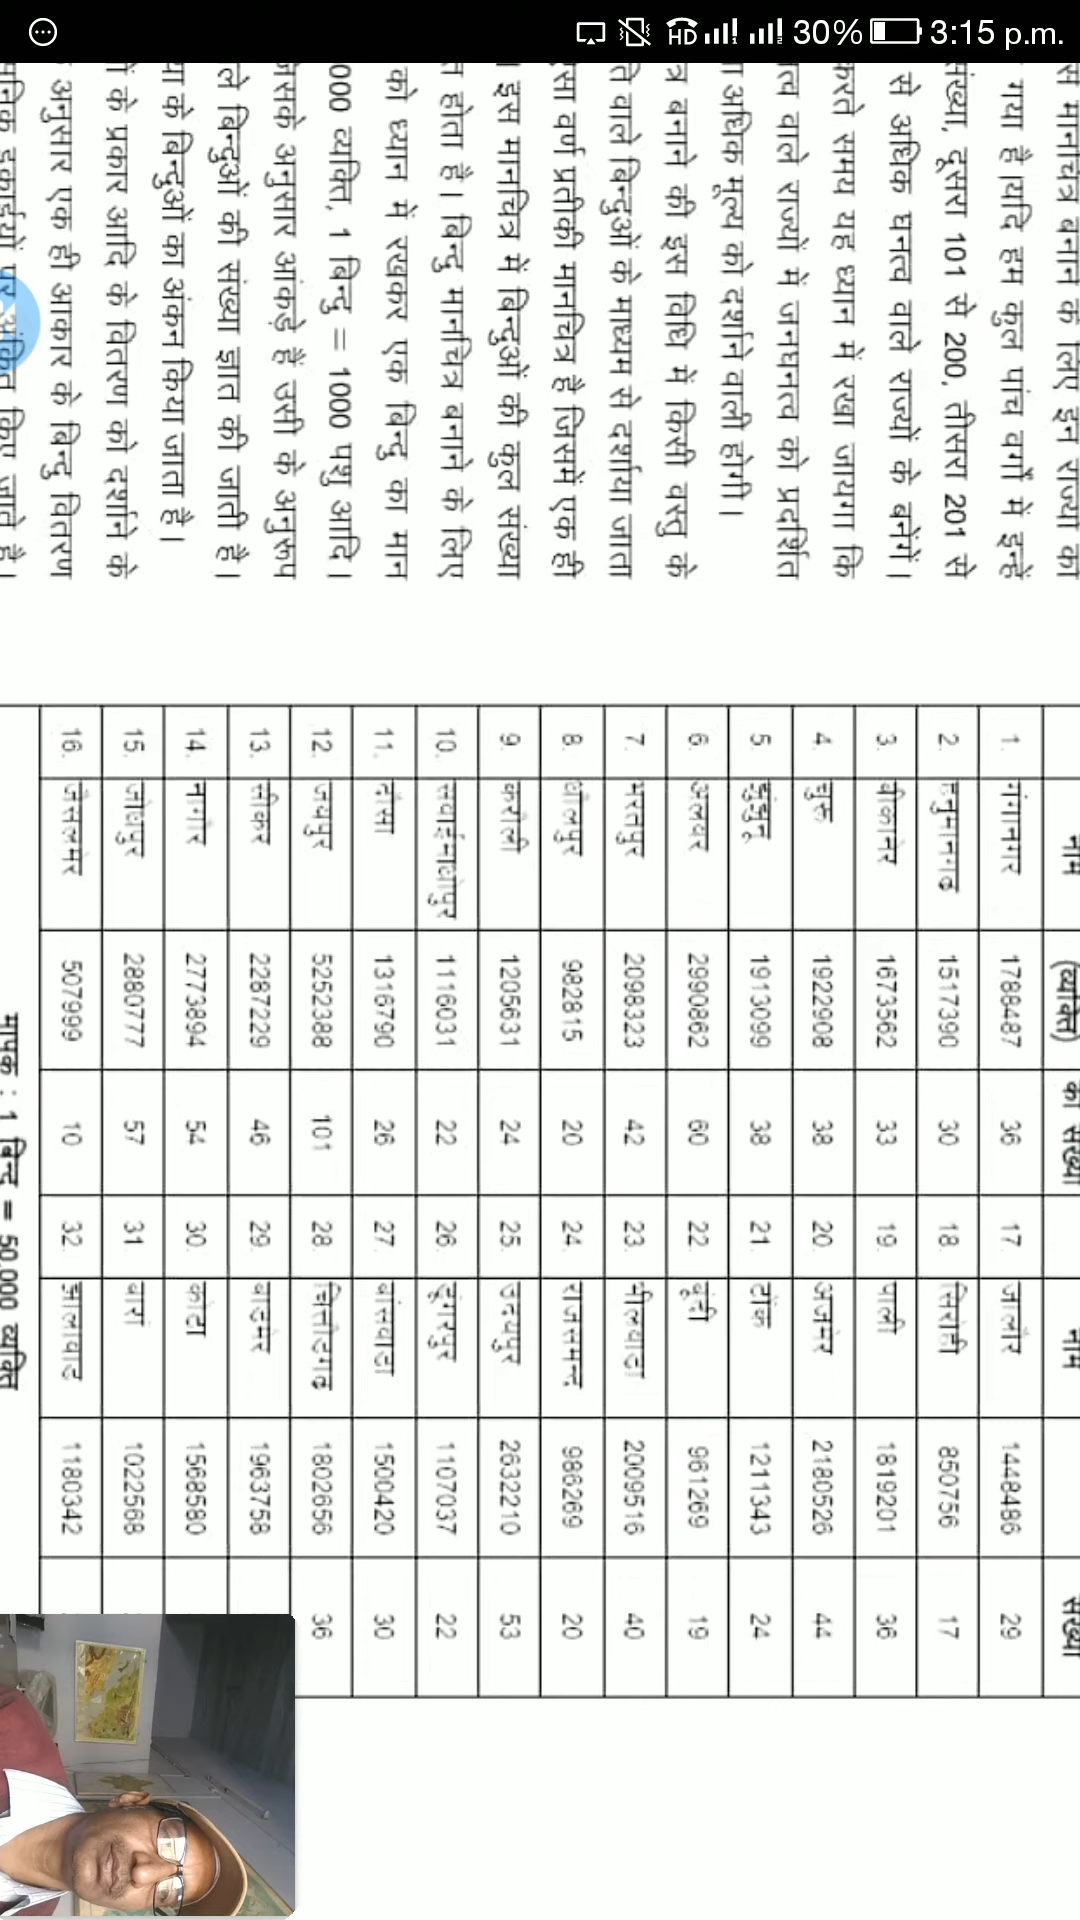 HD 30% 3:15 p.m.
गया है।यदि हम कुल पांच वर्गों में इन्हें
संख्या, दूसरा 101 से 200, तीसरा 201 से
से अधिक घनत्व वाले राज्यों के बनेंगें।
करते समय यह ध्यान में रखा जायगा कि
त्व वाले राज्यों में जनघनत्व को प्रदर्शित
अधिक मूल्य को दर्शाने वाली होगी।
बनाने की इस विधि में किसी वस्तु के
वाले बिन्दुओं के माध्यम से दर्शाया जाता
वर्ण प्रतीकी मानचित्र है जिसमें एक ही
इस मानचित्र में बिन्दुओं की कुल संख्या
होता है। बिन्दु मानचित्र बनाने के लिए
को ध्यान में रखकर एक बिन्दु का मान
000 व्यक्ति, 1 बिन्दु = 1000 पशु आदि।
जिसके अनुसार आंकड़े हैं उसी के अनुरूप
ले बिन्दुओं की संख्या ज्ञात की जाती है।
के बिन्दुओं का अंकन किया जाता है।
के प्रकार आदि के वितरण को दर्शाने के
अनुसार एक ही आकार के बिन्दु वितरण
इकाईयों पर अंकित किए जाते है।
नाम (व्यक्ति) की संख्या नाम संख्या
1. गंगानगर 1788487 36 17. जालौर 1448486 29
2. हनुमानगढ 1517390 30 18. सिरोही 850756 17
3. बीकानेर 1673562 33 19. पाली 1819201 36
4. चुरू 1922908 38 20. अजमेर 2180526 44
5. झुंझुनू 1913099 38 21. टोंक 1211343 24
6. अलवर 2990862 60 22. बूंदी 961269 19
7. भरतपुर 2098323 42 23. भीलवाडा 2009516 40
8. धौलपुर 982815 20 24. राजसमन्द 986269 20
9. करौली 1205631 24 25. उदयपुर 2632210 53
10. सवाईमाधोपुर 1116031 22 26. डूंगरपुर 1107037 22
11. दौसा 1316790 26 27. बांसवाडा 1500420 30
12. जयपुर 5252388 101 28. चित्तौडगढ 1802656 36
13. सीकर 2287229 46 29. बाडमेर 1963758
14. नागौर 2773894 54 30. कोटा 1568580
15. जोधपुर 2880777 57 31. बारां 1022568
16. जैसलमेर 507999 10 32. झालावाड 1180342
मापक : 1 बिन्दु = 50,000 व्यक्ति